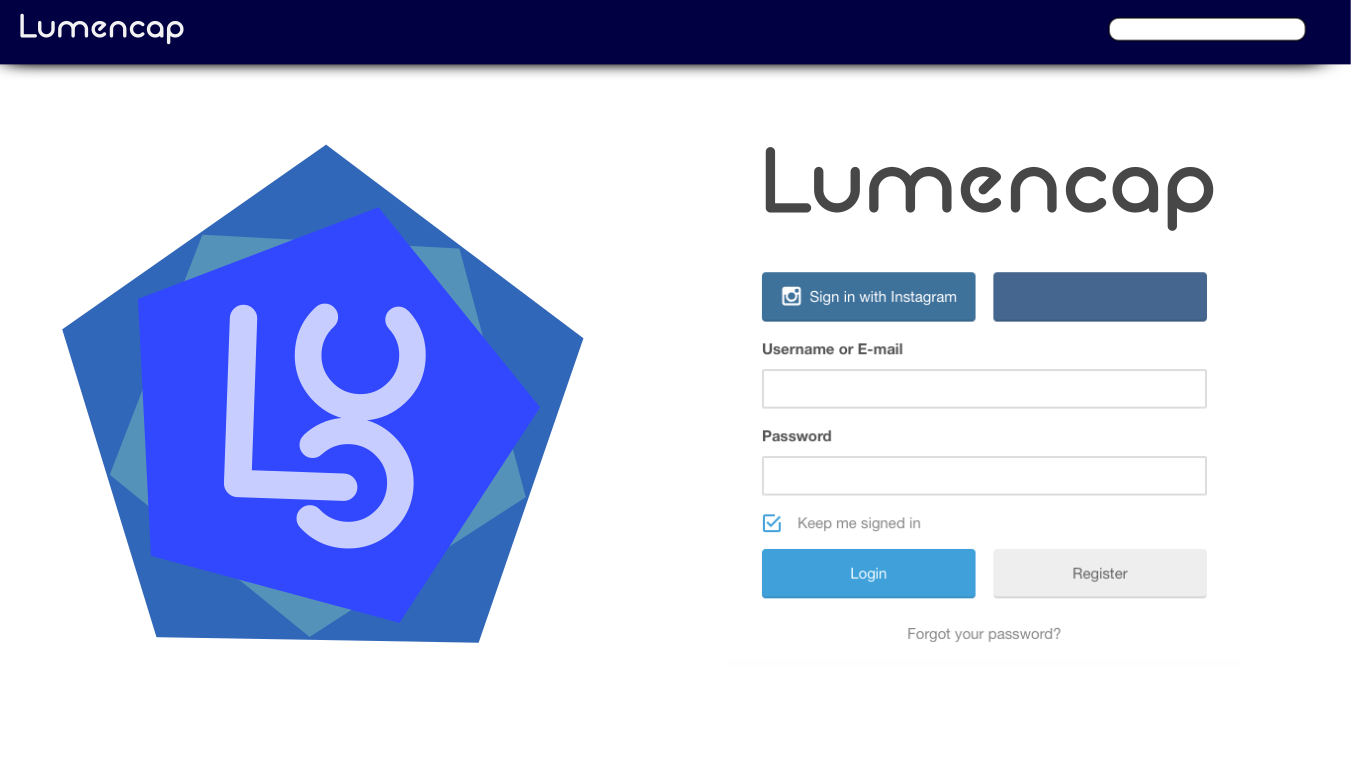 Lumencap
Lumencap
Sign in with Instagram
Username or E-mail
Password
Keep me signed in
Login
Register
Forgot your password?